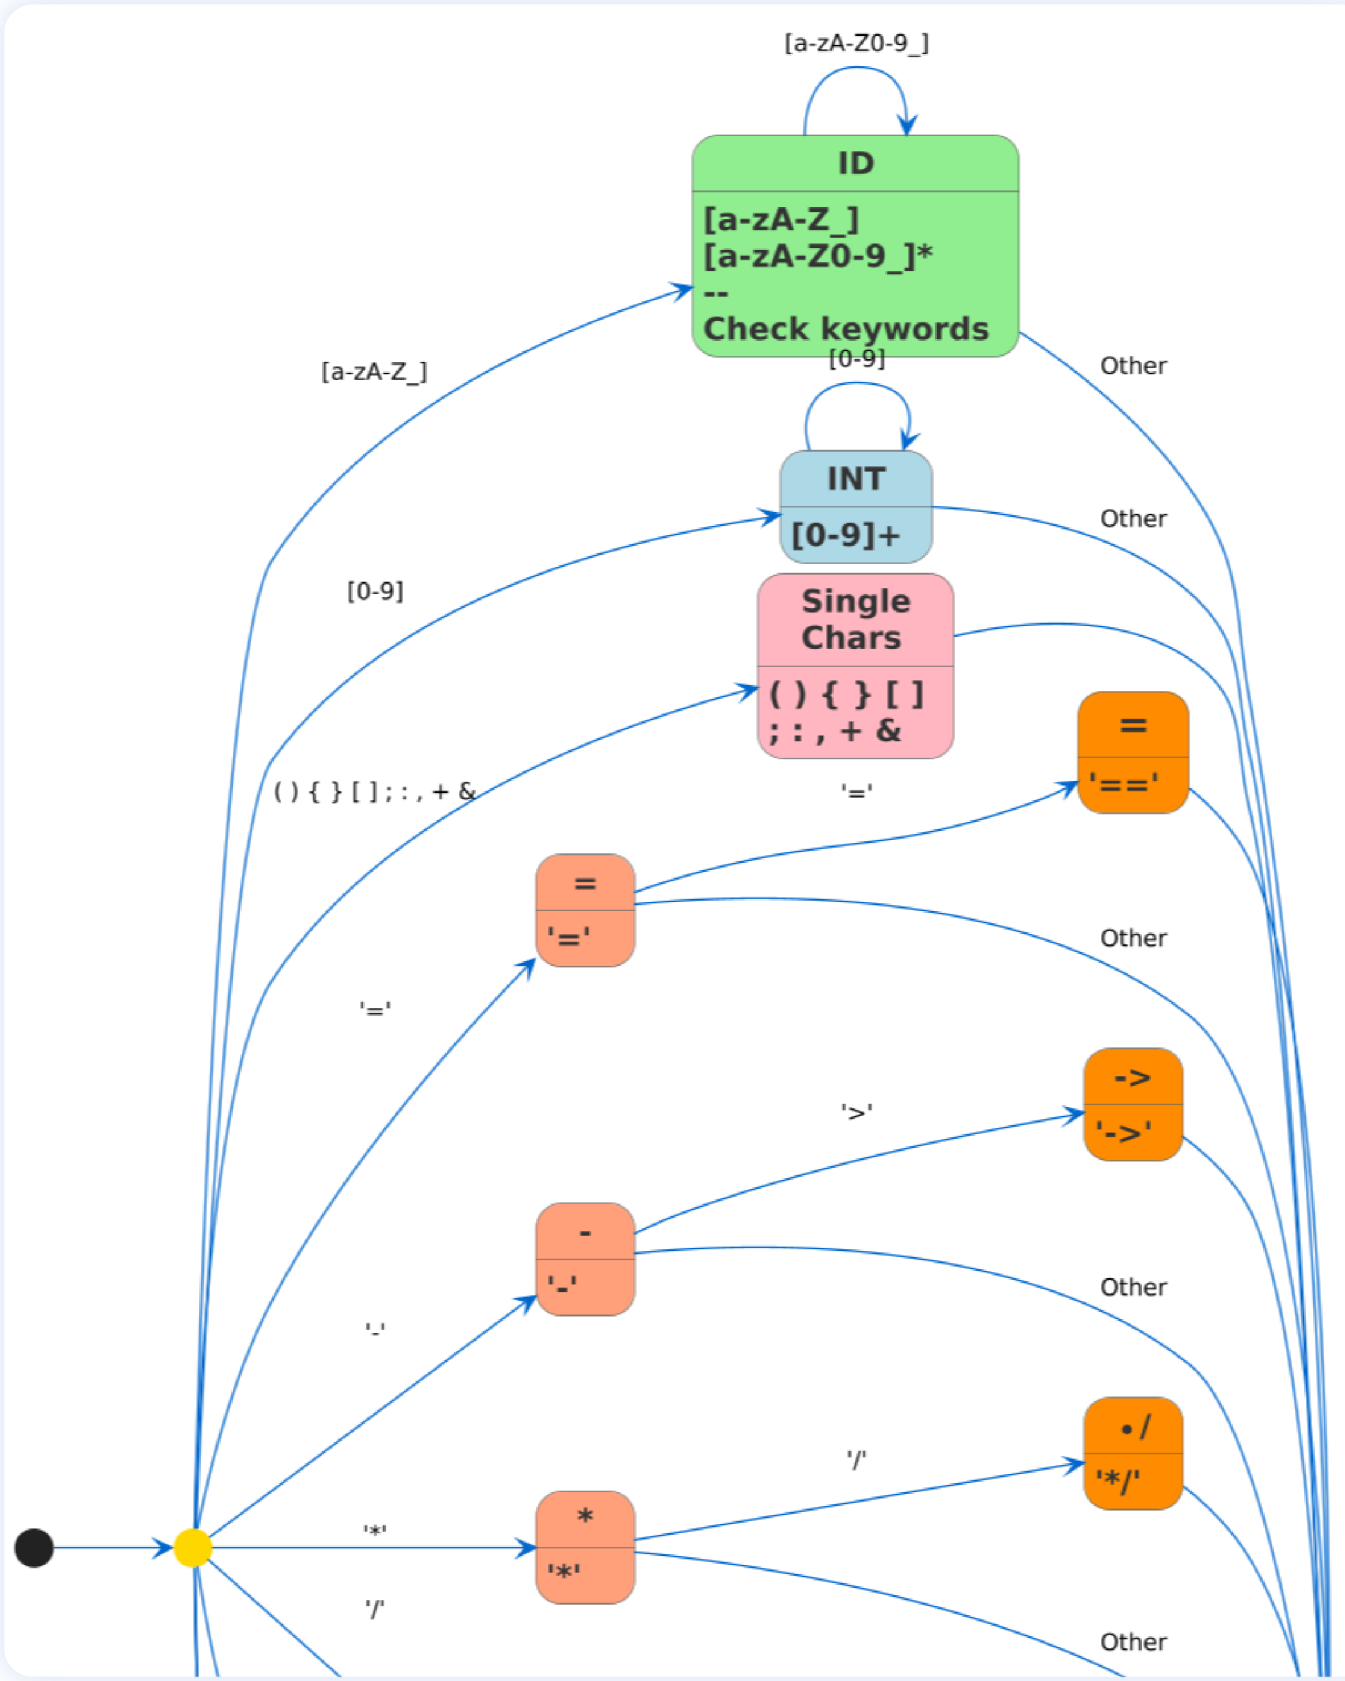 [a-zA-Z0-9_]
ID
[a-zA-Z_]
[a-zA-Z0-9_]*
--
Check keywords
[a-zA-Z_]
[0-9]
Other
INT
[0-9]+
Other
[0-9]
Single
Chars
( ) { } [ ]
; : , + &
( ) { } [ ] ; : , + &
'='
=
'=='
=
'='
Other
'='
->
'->'
'>'
-
'-'
Other
'-'
•/
'*/'
'/'
*
'*'
'*'
'/'
Other